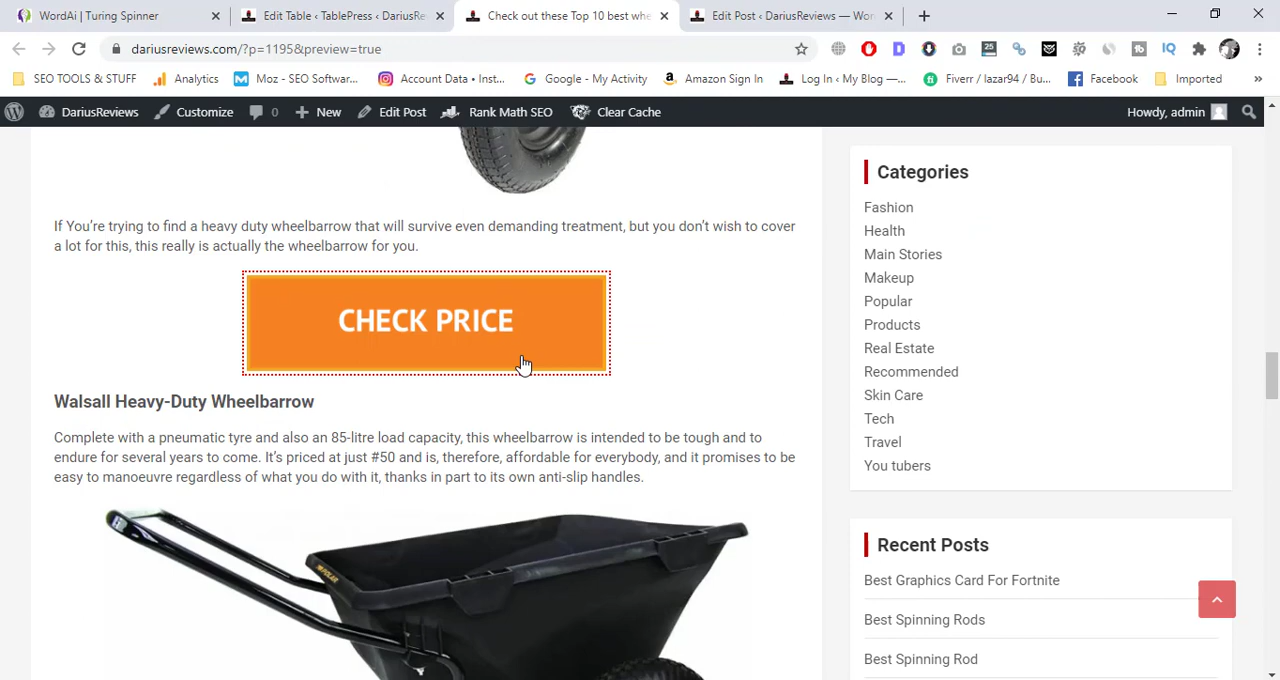 WordAi | Turing Spinner
Edit Table ‹ TablePress ‹ DariusRe
Check out these Top 10 best whe
Edit Post ‹ DariusReviews — Wor
dariusreviews.com/?p=1195&preview=true
25
IQ
SEO TOOLS & STUFF
Analytics
Moz - SEO Softwar...
Account Data • Inst...
Google - My Activity
Amazon Sign In
Log In ‹ My Blog —...
Fiverr / lazar94 / Bu...
Facebook
Imported
»
DariusReviews
Customize
0
New
Edit Post
Rank Math SEO
Clear Cache
Howdy, admin
If You’re trying to find a heavy duty wheelbarrow that will survive even demanding treatment, but you don’t wish to cover
a lot for this, this really is actually the wheelbarrow for you.
CHECK PRICE
Walsall Heavy-Duty Wheelbarrow
Complete with a pneumatic tyre and also an 85-litre load capacity, this wheelbarrow is intended to be tough and to
endure for several years to come. It’s priced at just #50 and is, therefore, affordable for everybody, and it promises to be
easy to manoeuvre regardless of what you do with it, thanks in part to its own anti-slip handles.
Categories
Fashion
Health
Main Stories
Makeup
Popular
Products
Real Estate
Recommended
Skin Care
Tech
Travel
You tubers
Recent Posts
Best Graphics Card For Fortnite
Best Spinning Rods
Best Spinning Rod